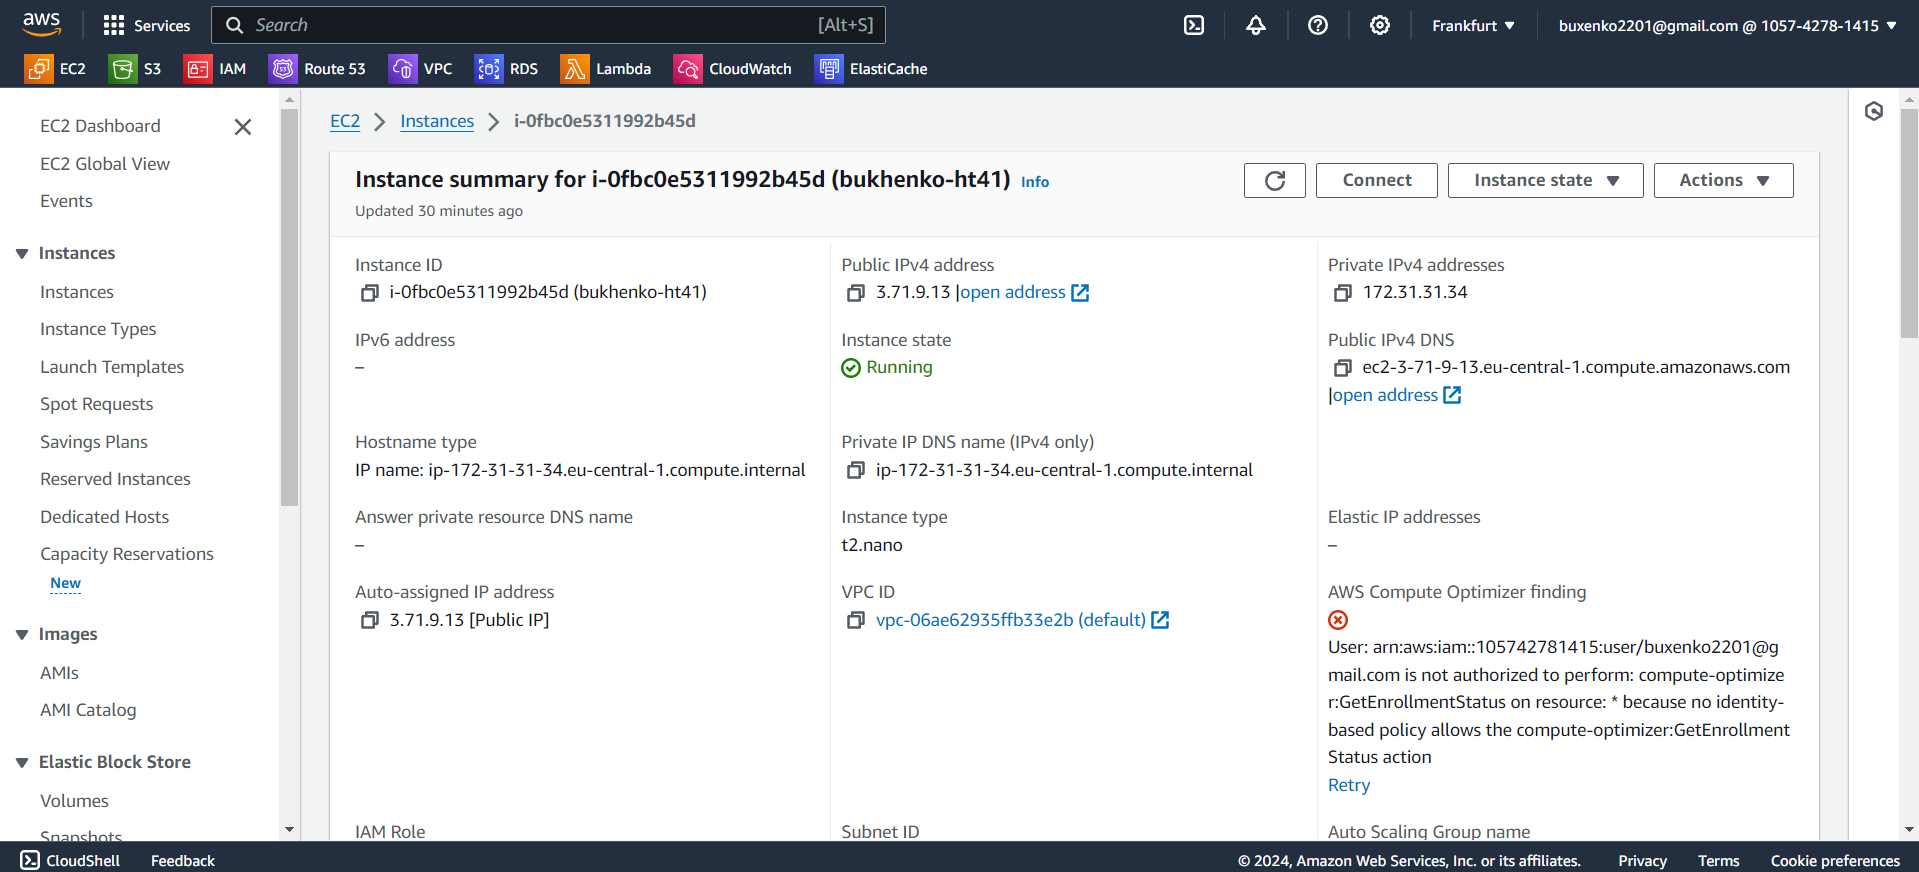 aws
Services
Search [Alt+S]
Frankfurt
buxenko2201@gmail.com @ 1057-4278-1415
EC2 S3 IAM Route 53 VPC RDS Lambda CloudWatch ElastiCache
EC2 Dashboard
EC2 Global View
Events
Instances
Instances
Instance Types
Launch Templates
Spot Requests
Savings Plans
Reserved Instances
Dedicated Hosts
Capacity Reservations
New
Images
AMIs
AMI Catalog
Elastic Block Store
Volumes
Snapshots
EC2 > Instances > i-0fbc0e5311992b45d
Instance summary for i-0fbc0e5311992b45d (bukhenko-ht41) Info
Updated 30 minutes ago
Connect
Instance state
Actions
Instance ID
i-0fbc0e5311992b45d (bukhenko-ht41)
Public IPv4 address
3.71.9.13 |open address
Private IPv4 addresses
172.31.31.34
IPv6 address
–
Instance state
Running
Public IPv4 DNS
ec2-3-71-9-13.eu-central-1.compute.amazonaws.com
|open address
Hostname type
IP name: ip-172-31-31-34.eu-central-1.compute.internal
Private IP DNS name (IPv4 only)
ip-172-31-31-34.eu-central-1.compute.internal
Answer private resource DNS name
–
Instance type
t2.nano
Elastic IP addresses
–
Auto-assigned IP address
3.71.9.13 [Public IP]
VPC ID
vpc-06ae62935ffb33e2b (default)
AWS Compute Optimizer finding
User: arn:aws:iam::105742781415:user/buxenko2201@g
mail.com is not authorized to perform: compute-optimize
r:GetEnrollmentStatus on resource: * because no identity-
based policy allows the compute-optimizer:GetEnrollment
Status action
Retry
IAM Role
Subnet ID
Auto Scaling Group name
CloudShell
Feedback
© 2024, Amazon Web Services, Inc. or its affiliates.
Privacy
Terms
Cookie preferences